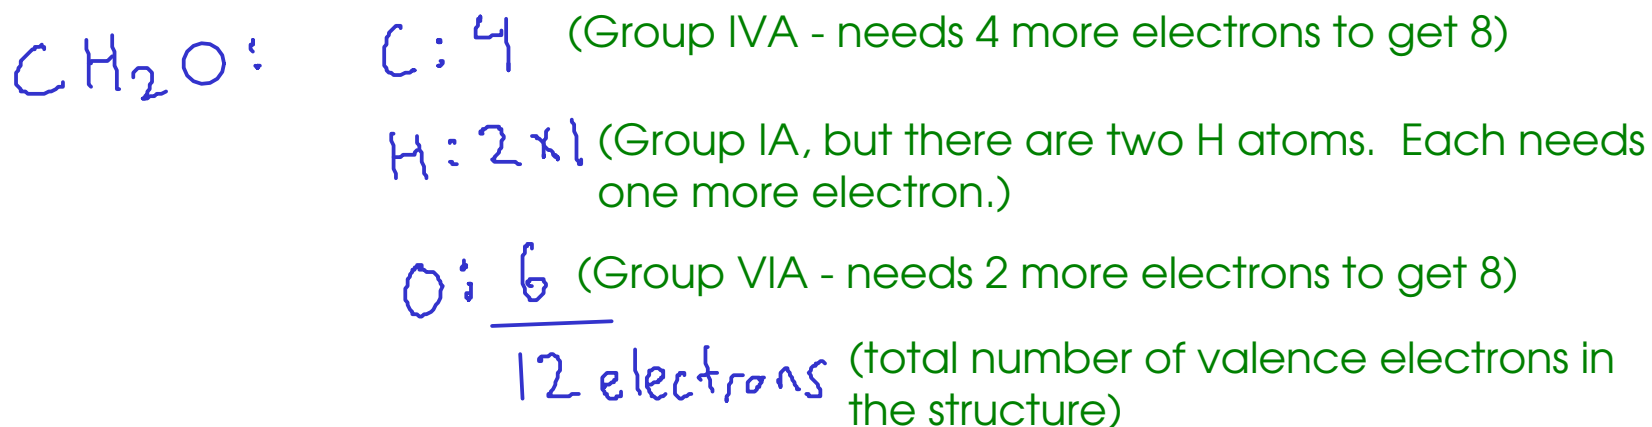 CH₂O: C: 4 (Group IVA - needs 4 more electrons to get 8)
H: 2x1 (Group IA, but there are two H atoms. Each needs
one more electron.)
O: 6 (Group VIA - needs 2 more electrons to get 8)
12 electrons (total number of valence electrons in
the structure)